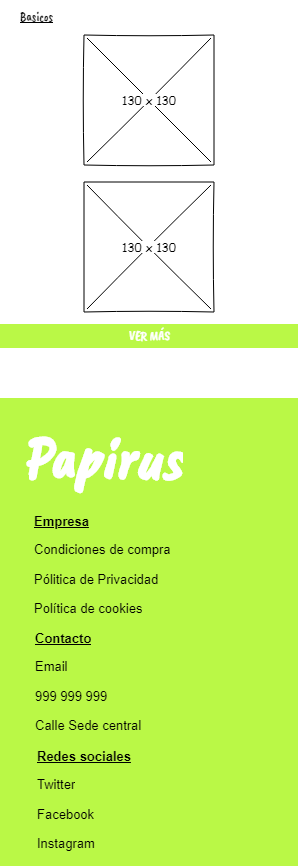 Basicos
130 x 130
130 x 130
VER MÁS
Papirus
Empresa
Condiciones de compra
Pólitica de Privacidad
Política de cookies
Contacto
Email
999 999 999
Calle Sede central
Redes sociales
Twitter
Facebook
Instagram